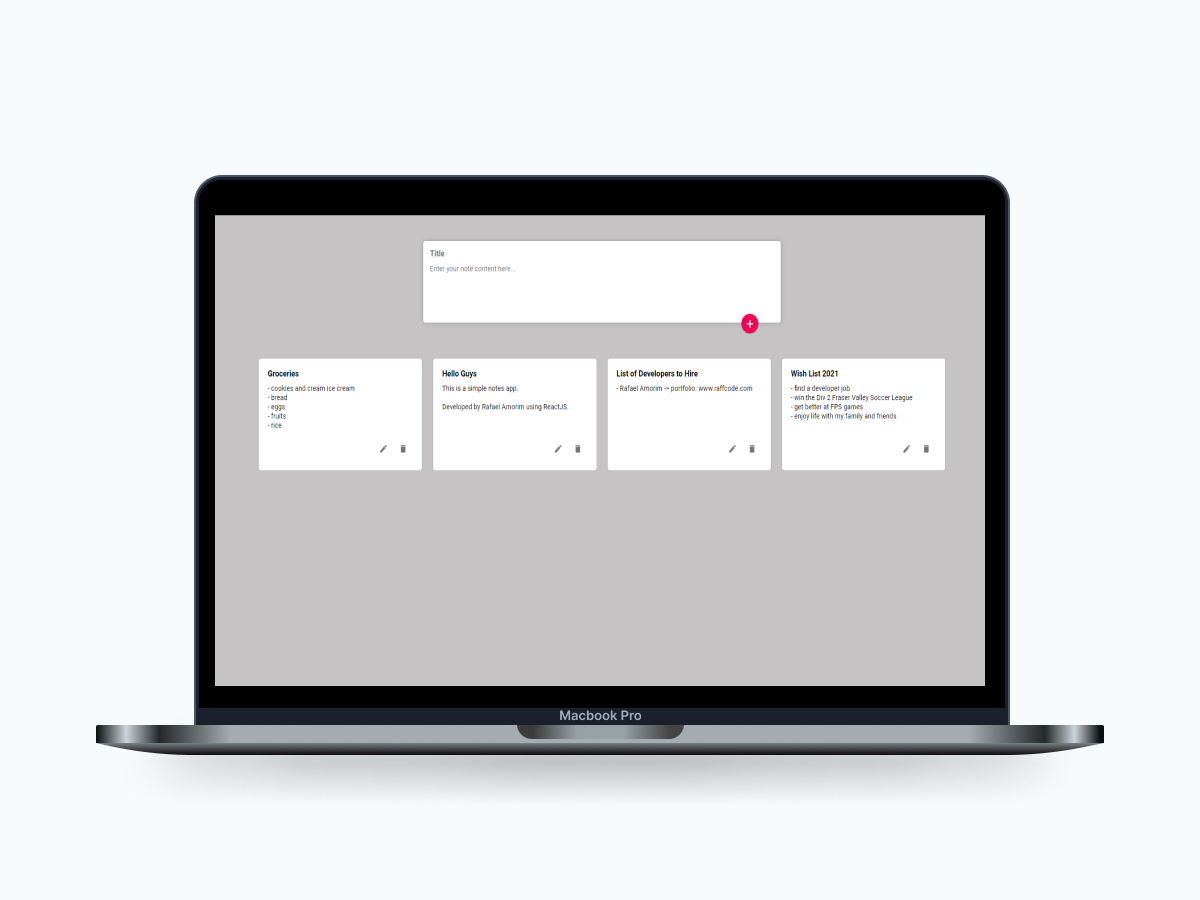 Title
Enter your note content here...
Groceries
- cookies and cream ice cream
- bread
- eggs
- fruits
- rice
Hello Guys
This is a simple notes app.
Developed by Rafael Amorim using ReactJS.
List of Developers to Hire
- Rafael Amorim -> portfolio: www.raffcode.com
Wish List 2021
- find a developer job
- win the Div 2 Fraser Valley Soccer League
- get better at FPS games
- enjoy life with my family and friends
Macbook Pro